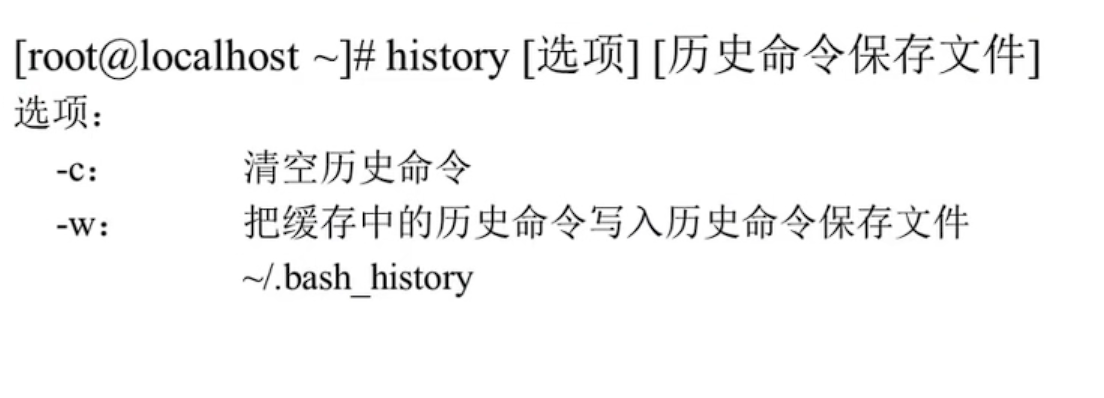 [root@localhost ~]# history [选项] [历史命令保存文件]
选项：
-c： 清空历史命令
-w： 把缓存中的历史命令写入历史命令保存文件
~/.bash_history